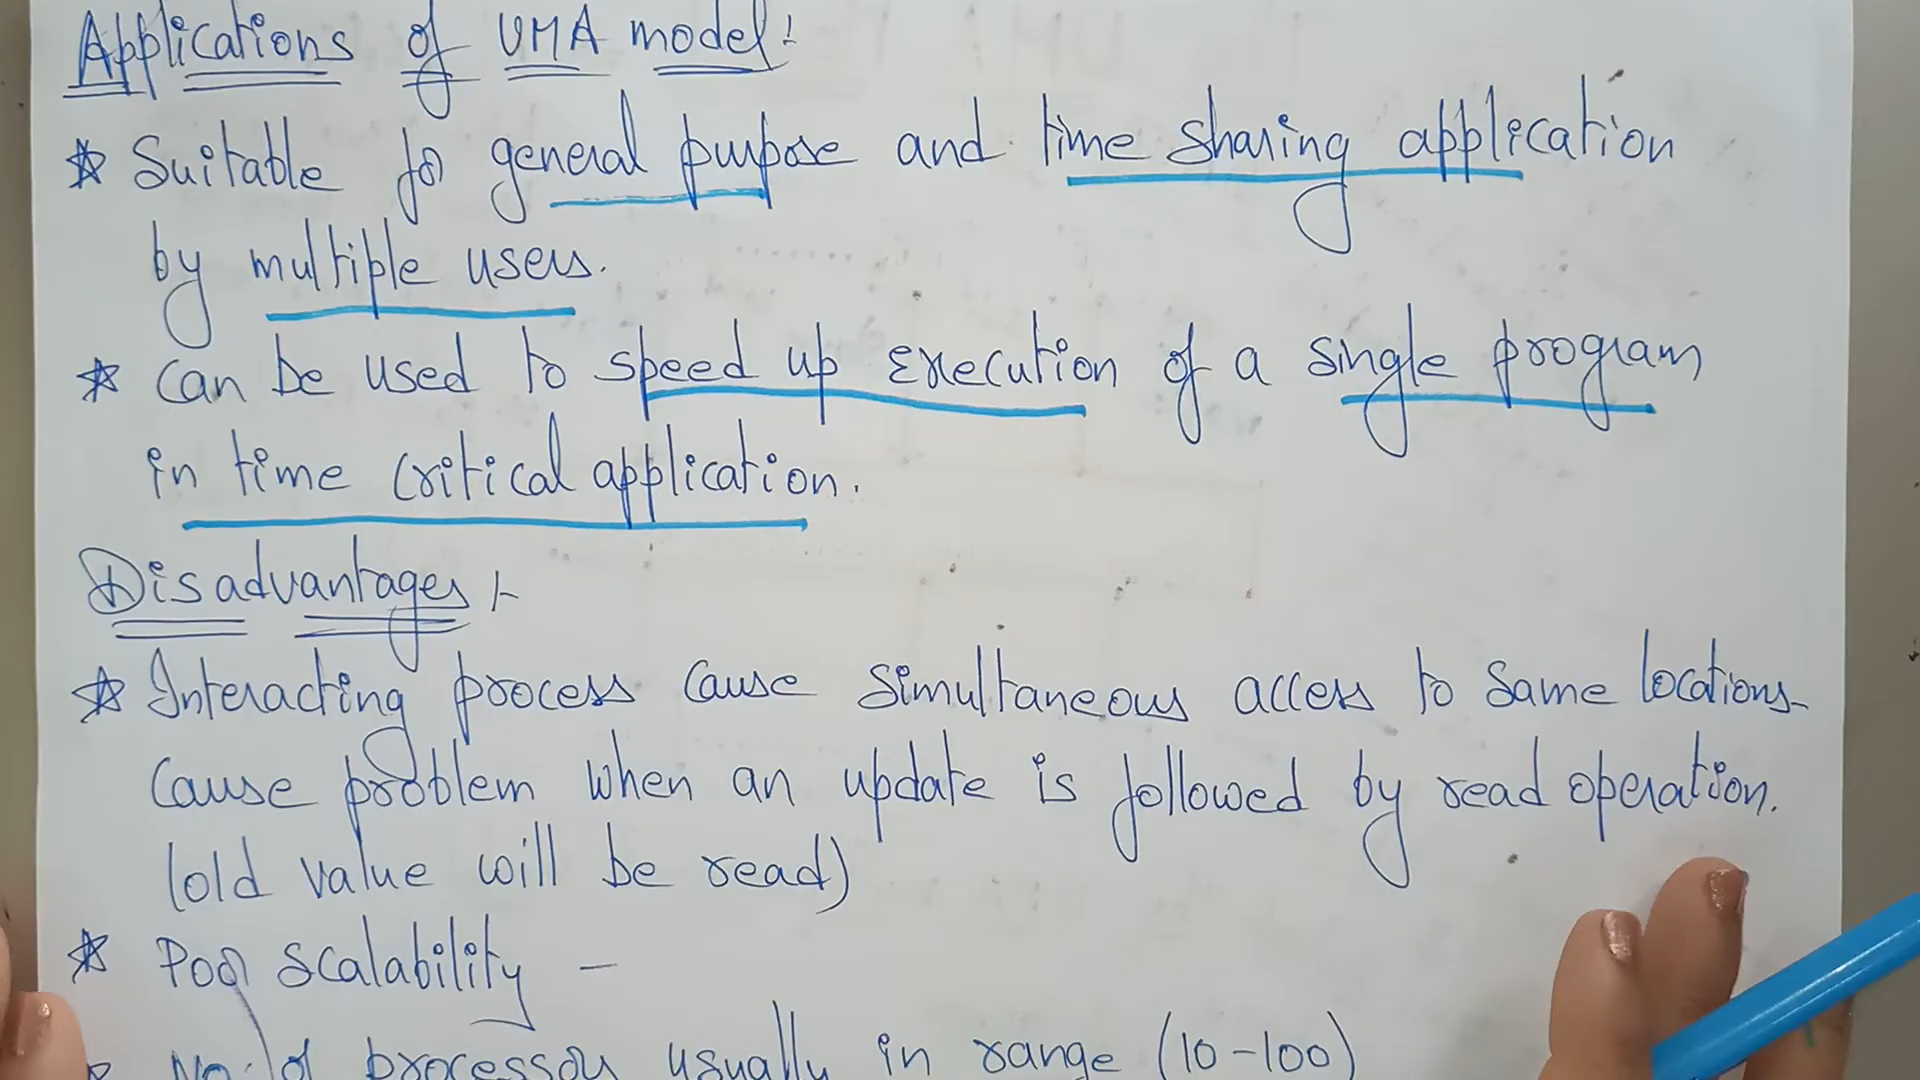 Applications of UMA model:
* Suitable for general purpose and time sharing application
by multiple users.
* Can be used to speed up execution of a single program
in time critical application.
Disadvantages :-
* Interacting process cause simultaneous access to same locations-
cause problem when an update is followed by read operation.
(old value will be read)
* Poor scalability -
No. of processors usually in range (10-100)